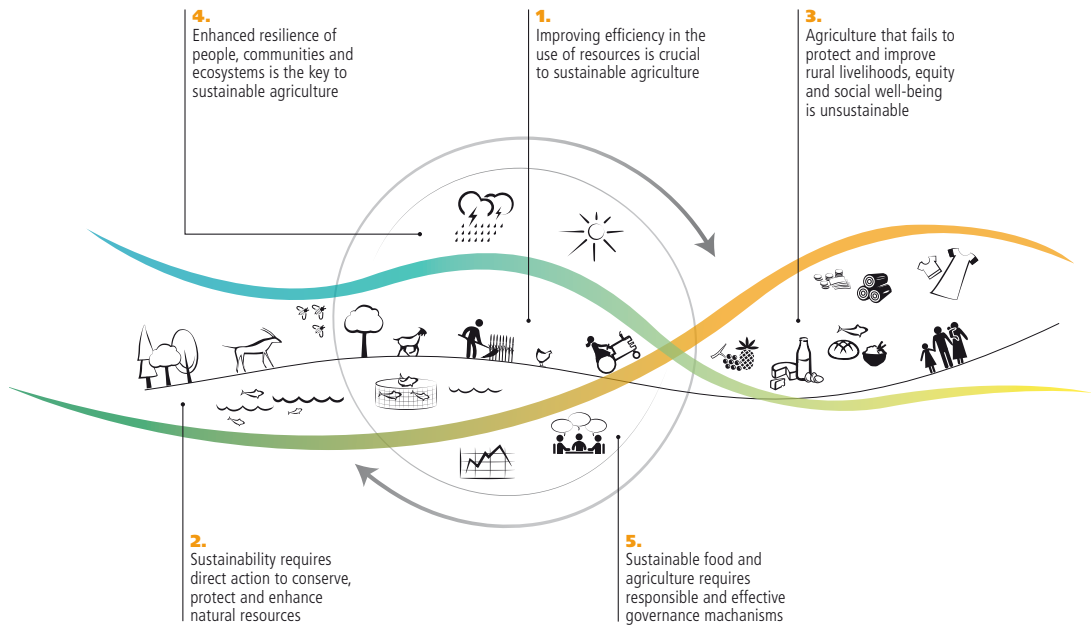 4.
Enhanced resilience of
people, communities and
ecosystems is the key to
sustainable agriculture
1.
Improving efficiency in the
use of resources is crucial
to sustainable agriculture
3.
Agriculture that fails to
protect and improve
rural livelihoods, equity
and social well-being
is unsustainable
2.
Sustainability requires
direct action to conserve,
protect and enhance
natural resources
5.
Sustainable food and
agriculture requires
responsible and effective
governance machanisms